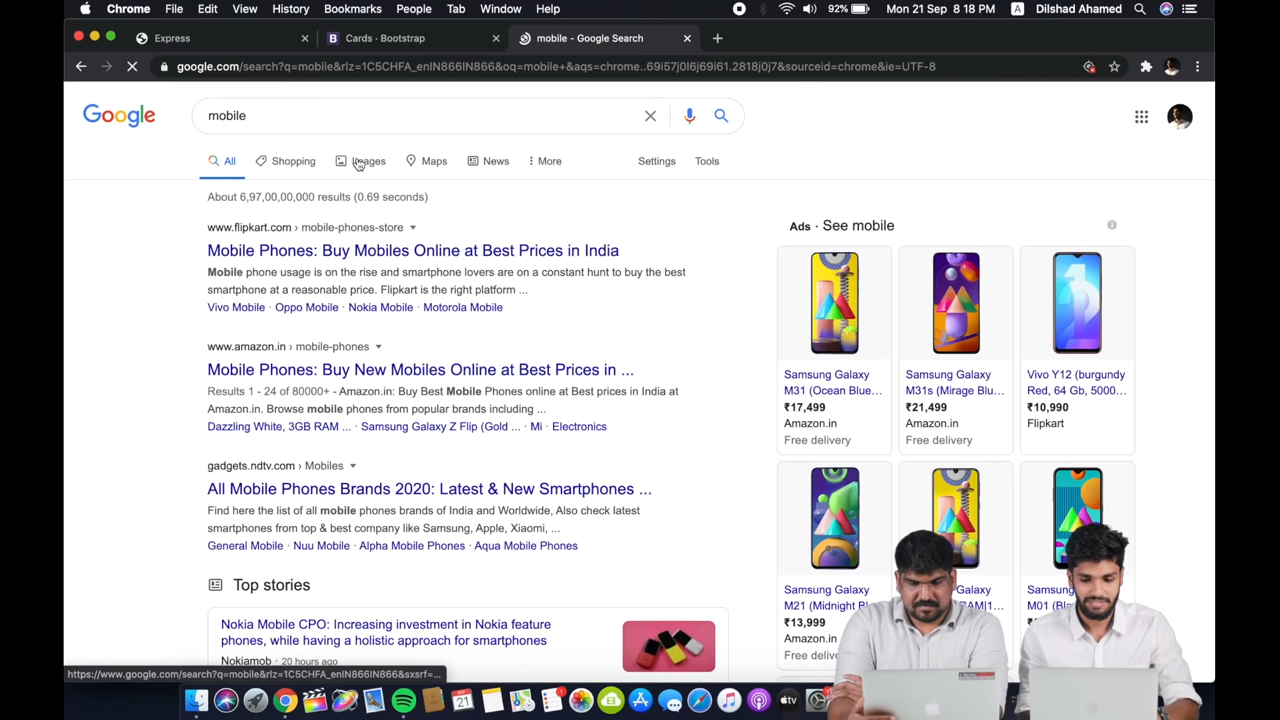 Chrome File Edit View History Bookmarks People Tab Window Help 92% Mon 21 Sep 8:18 PM A Dilshad Ahamed
Express Cards · Bootstrap mobile - Google Search
google.com/search?q=mobile&rlz=1C5CHFA_enIN866IN866&oq=mobile+&aqs=chrome..69i57j0l6j69i61.2818j0j7&sourceid=chrome&ie=UTF-8
Google mobile
All Shopping Images Maps News More Settings Tools
About 6,97,00,00,000 results (0.69 seconds)
www.flipkart.com › mobile-phones-store
Mobile Phones: Buy Mobiles Online at Best Prices in India
Mobile phone usage is on the rise and smartphone lovers are on a constant hunt to buy the best
smartphone at a reasonable price. Flipkart is the right platform ...
Vivo Mobile · Oppo Mobile · Nokia Mobile · Motorola Mobile
www.amazon.in › mobile-phones
Mobile Phones: Buy New Mobiles Online at Best Prices in ...
Results 1 - 24 of 80000+ - Amazon.in: Buy Best Mobile Phones online at Best prices in India at
Amazon.in. Browse mobile phones from popular brands including ...
Dazzling White, 3GB RAM ... · Samsung Galaxy Z Flip (Gold ... · Mi · Electronics
gadgets.ndtv.com › Mobiles
All Mobile Phones Brands 2020: Latest & New Smartphones ...
Find here the list of all mobile phones brands of India and Worldwide, Also check latest
smartphones from top & best company like Samsung, Apple, Xiaomi, ...
General Mobile · Nuu Mobile · Alpha Mobile Phones · Aqua Mobile Phones
Top stories
Nokia Mobile CPO: Increasing investment in Nokia feature
phones, while having a holistic approach for smartphones
Nokiamob · 20 hours ago
https://www.google.com/search?q=mobile&rlz=1C5CHFA_enIN866IN866&sxsrf=...
Ads · See mobile
Samsung Galaxy
M31 (Ocean Blue...
₹17,499
Amazon.in
Free delivery
Samsung Galaxy
M31s (Mirage Blu...
₹21,499
Amazon.in
Free delivery
Vivo Y12 (burgundy
Red, 64 Gb, 5000...
₹10,990
Flipkart
Samsung Galaxy
M21 (Midnight
₹13,999
Amazon.in
Free
Galaxy
Samsung
M01